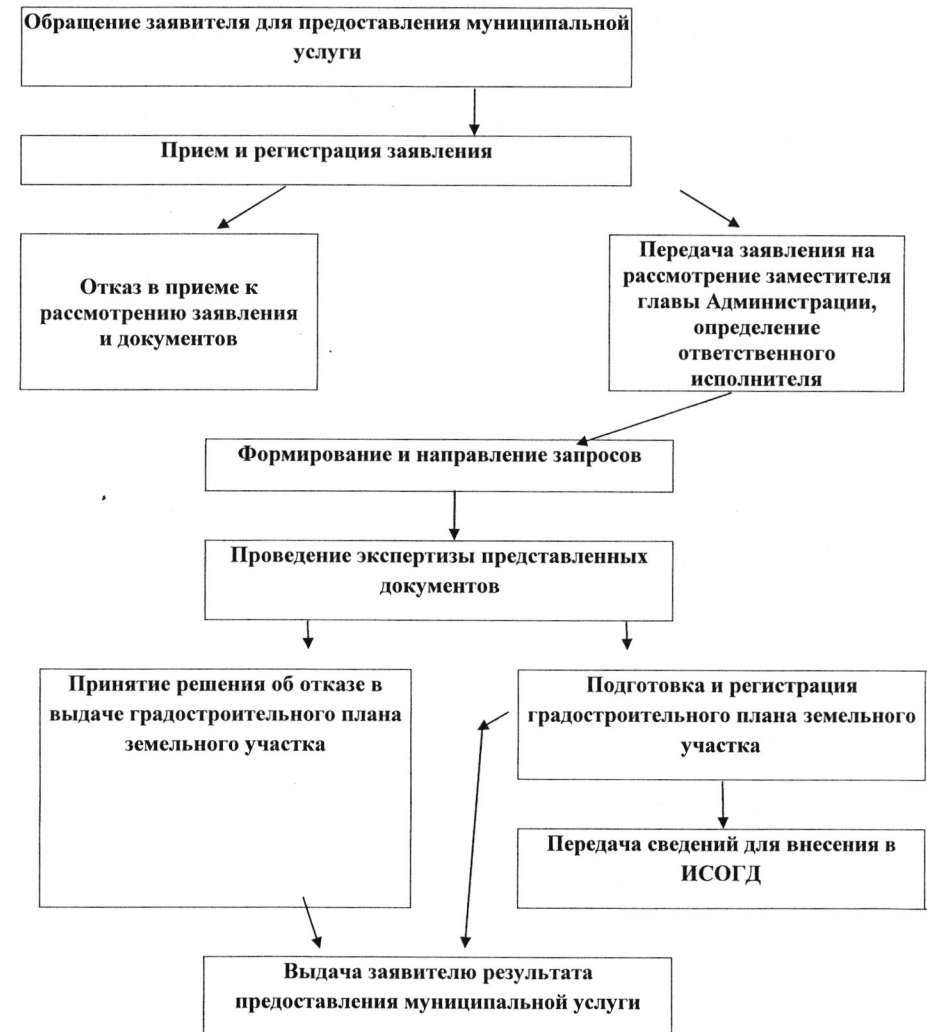 Обращение заявителя для предоставления муниципальной
услуги
Прием и регистрация заявления
Отказ в приеме к
рассмотрению заявления
и документов
Передача заявления на
рассмотрение заместителя
главы Администрации,
определение
ответственного
исполнителя
Формирование и направление запросов
Проведение экспертизы представленных
документов
Принятие решения об отказе в
выдаче градостроительного плана
земельного участка
Подготовка и регистрация
градостроительного плана земельного
участка
Передача сведений для внесения в
ИСОГД
Выдача заявителю результата
предоставления муниципальной услуги